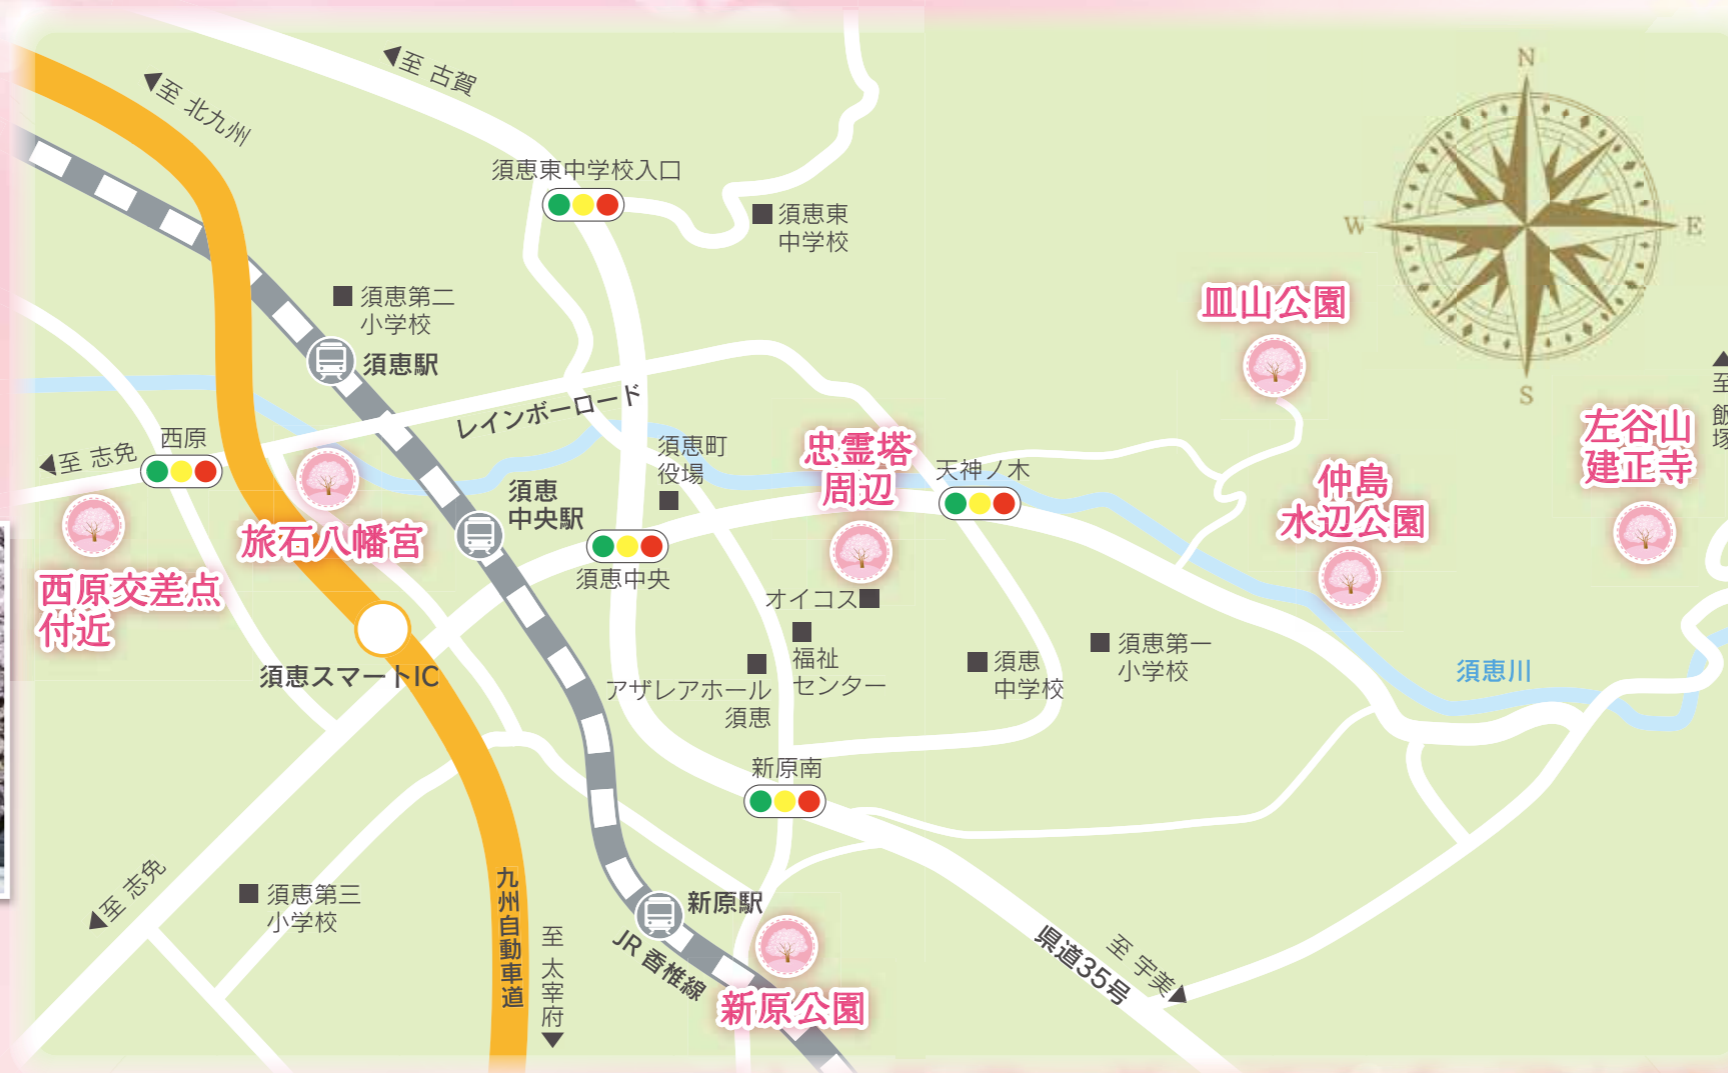 至 古賀
至 北九州
N
W
E
S
須恵東中学校入口
須恵東
中学校
須恵第二
小学校
須恵駅
皿山公園
至 飯塚
レインボーロード
西原
至 志免
須恵町
役場
忠霊塔
周辺
天神ノ木
左谷山
建正寺
仲島
水辺公園
須恵
中央駅
旅石八幡宮
須恵中央
西原交差点
付近
オイコス
福祉
センター
須恵
中学校
須恵第一
小学校
須恵川
須恵スマートIC
アザレアホール
須恵
新原南
至 志免
須恵第三
小学校
九州自動車道
至 太宰府
新原駅
JR 香椎線
新原公園
県道35号
至 宇美